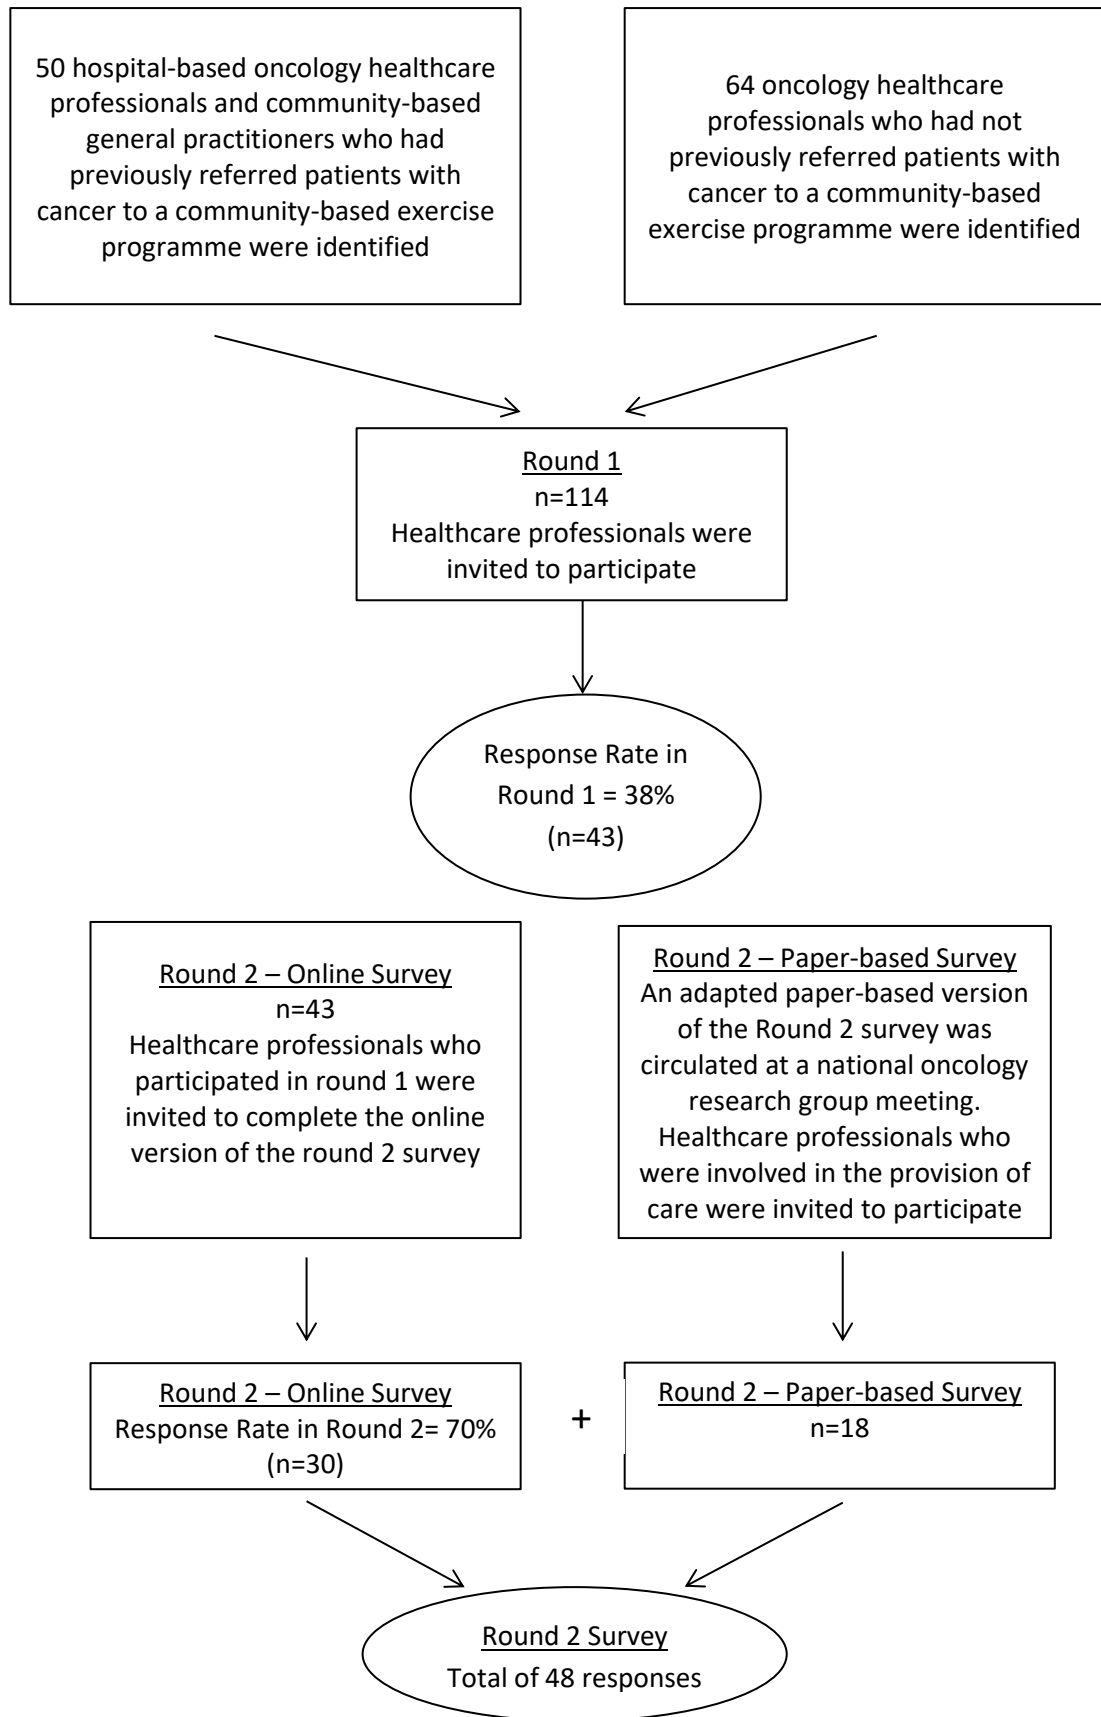 50 hospital-based oncology healthcare
professionals and community-based
general practitioners who had
previously referred patients with
cancer to a community-based exercise
programme were identified
64 oncology healthcare
professionals who had not
previously referred patients with
cancer to a community-based
exercise programme were identified
Round 1
n=114
Healthcare professionals were
invited to participate
Response Rate in
Round 1 = 38%
(n=43)
Round 2 – Online Survey
n=43
Healthcare professionals who
participated in round 1 were
invited to complete the online
version of the round 2 survey
Round 2 – Paper-based Survey
An adapted paper-based version
of the Round 2 survey was
circulated at a national oncology
research group meeting.
Healthcare professionals who
were involved in the provision of
care were invited to participate
Round 2 – Online Survey
Response Rate in Round 2= 70%
(n=30)
+
Round 2 – Paper-based Survey
n=18
Round 2 Survey
Total of 48 responses